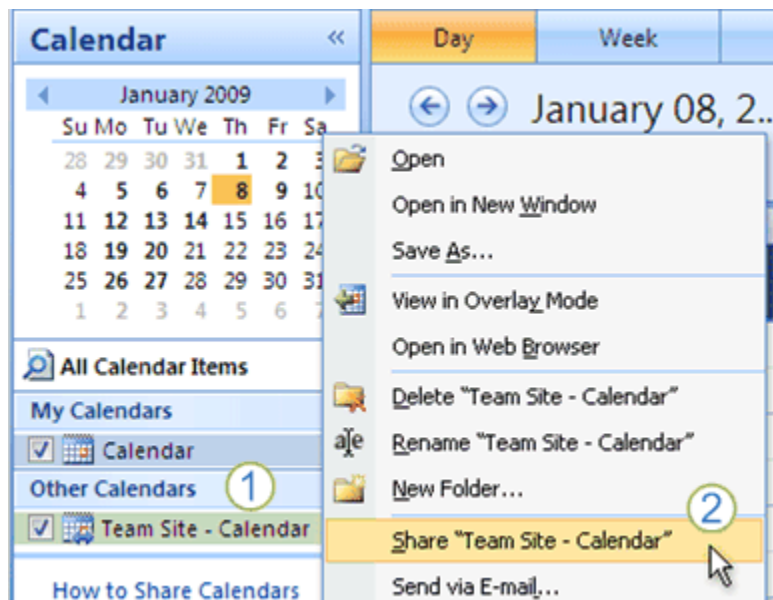 Calendar «
Day Week
January 2009
January 08, 2...
Su Mo Tu We Th Fr Sa
28 29 30 31 1 2 3
4 5 6 7 8 9 10
11 12 13 14 15 16 17
18 19 20 21 22 23 24
25 26 27 28 29 30 31
1 2 3 4 5 6 7
All Calendar Items
My Calendars
Calendar
Other Calendars 1
Team Site - Calendar
How to Share Calendars
Open
Open in New Window
Save As...
View in Overlay Mode
Open in Web Browser
Delete "Team Site - Calendar"
a|e Rename "Team Site - Calendar"
New Folder...
2
Share "Team Site - Calendar"
Send via E-mail...